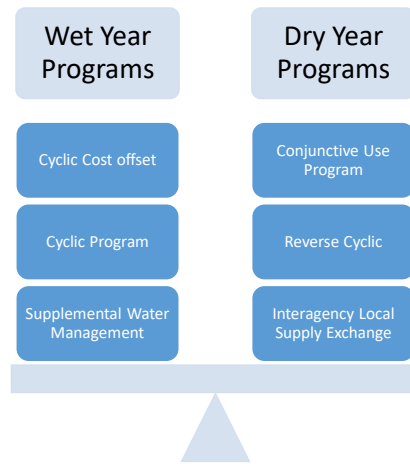 Wet Year
Programs
Cyclic Cost offset
Cyclic Program
Supplemental Water
Management
Dry Year
Programs
Conjunctive Use
Program
Reverse Cyclic
Interagency Local
Supply Exchange